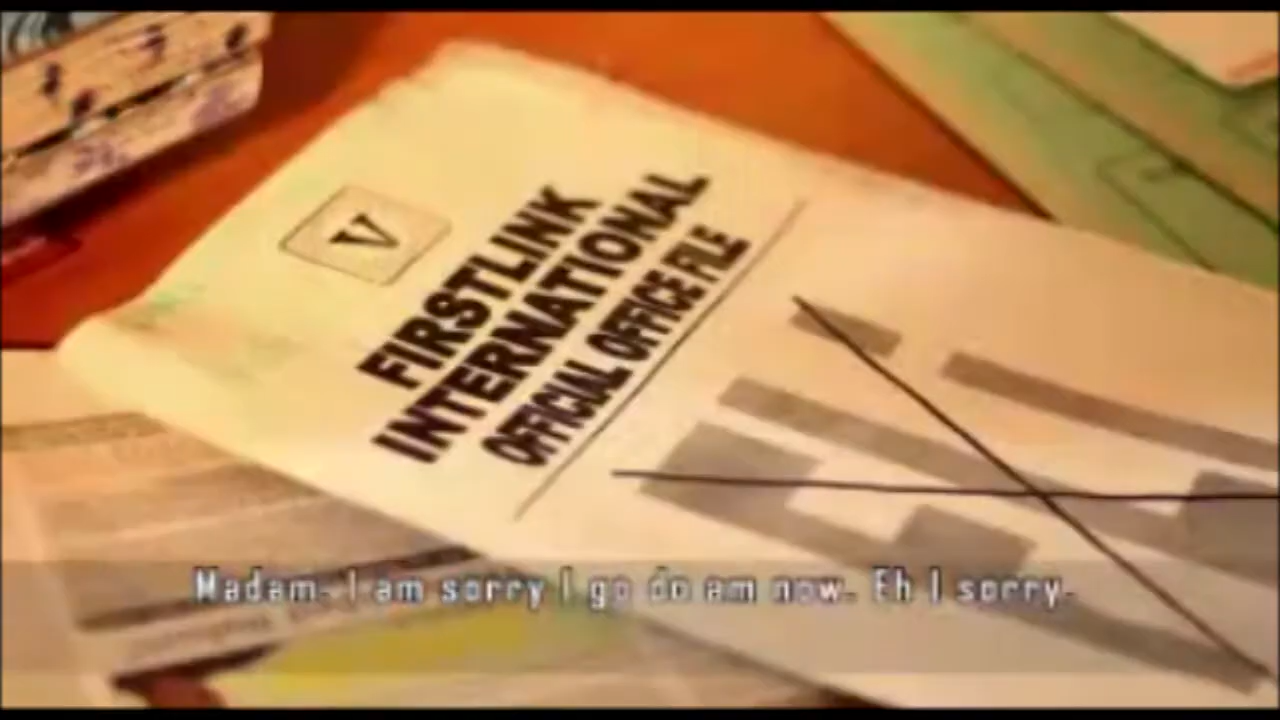 V
FIRSTLINK
INTERNATIONAL
OFFICIAL OFFICE FILE
Madam- I am sorry I go do am now. Eh I sorry.